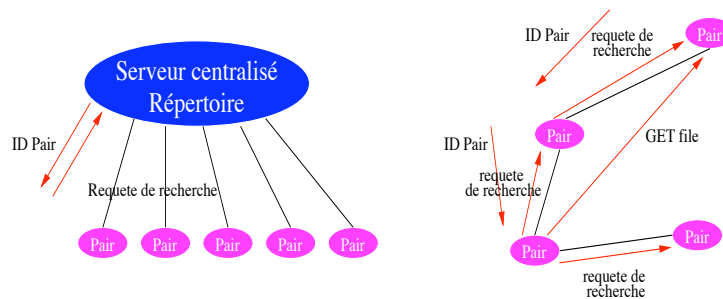 Serveur centralisé
Répertoire
ID Pair
Requete de recherche
Pair
Pair
Pair
Pair
Pair
ID Pair
requete de
recherche
Pair
Pair
GET file
ID Pair
requete
de recherche
Pair
Pair
requete de
recherche